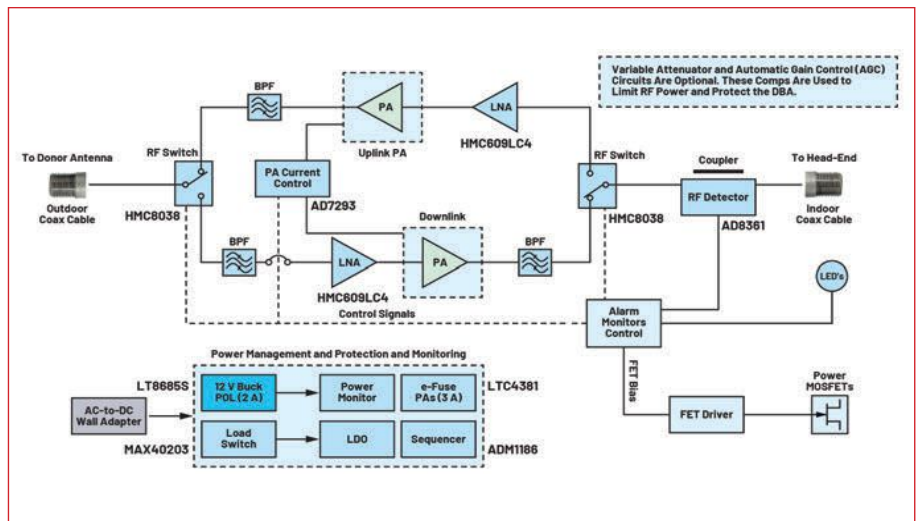 Variable Attenuator and Automatic Gain Control (AGC)
Circuits Are Optional. These Comps Are Used to
Limit RF Power and Protect the DBA.
BPF
PA
LNA
Uplink PA
HMC609LC4
To Donor Antenna
RF Switch
Outdoor
Coax Cable
HMC8038
PA Current
Control
AD7293
RF Switch
HMC8038
Coupler
RF Detector
AD8361
To Head-End
Indoor
Coax Cable
Downlink
BPF
LNA
HMC609LC4
PA
BPF
LED's
Control Signals
Alarm
Monitors
Control
Power Management and Protection and Monitoring
LT8685S
12 V Buck
POL (2 A)
Power
Monitor
e-Fuse
PAs (3 A)
LTC4381
AC-to-DC
Wall Adapter
MAX40203
Load
Switch
LDO
Sequencer
ADM1186
FET Bias
FET Driver
Power
MOSFETs